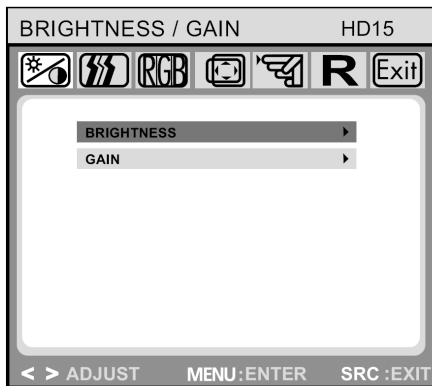 BRIGHTNESS / GAIN HD15
RGB R Exit
BRIGHTNESS
GAIN
< > ADJUST MENU:ENTER SRC :EXIT